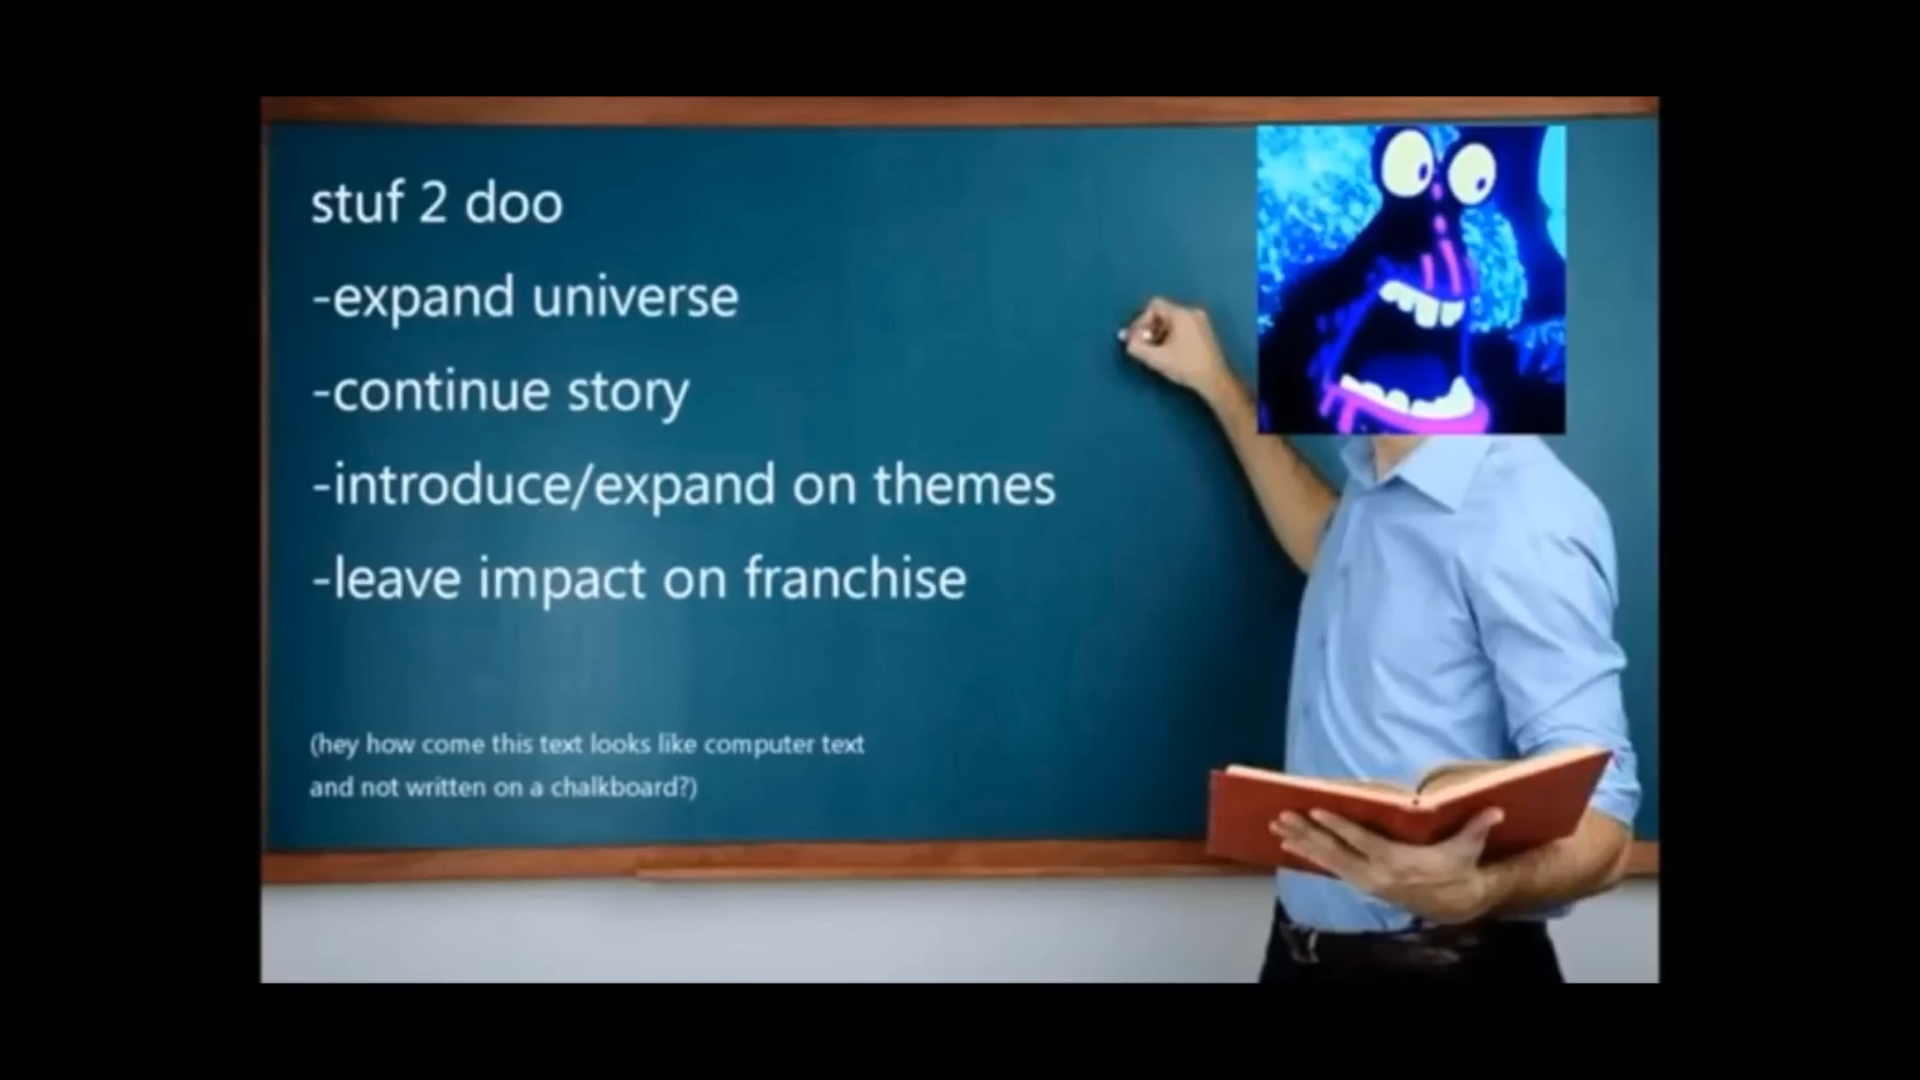 stuf 2 doo
-expand universe
-continue story
-introduce/expand on themes
-leave impact on franchise
(hey how come this text looks like computer text
and not written on a chalkboard?)